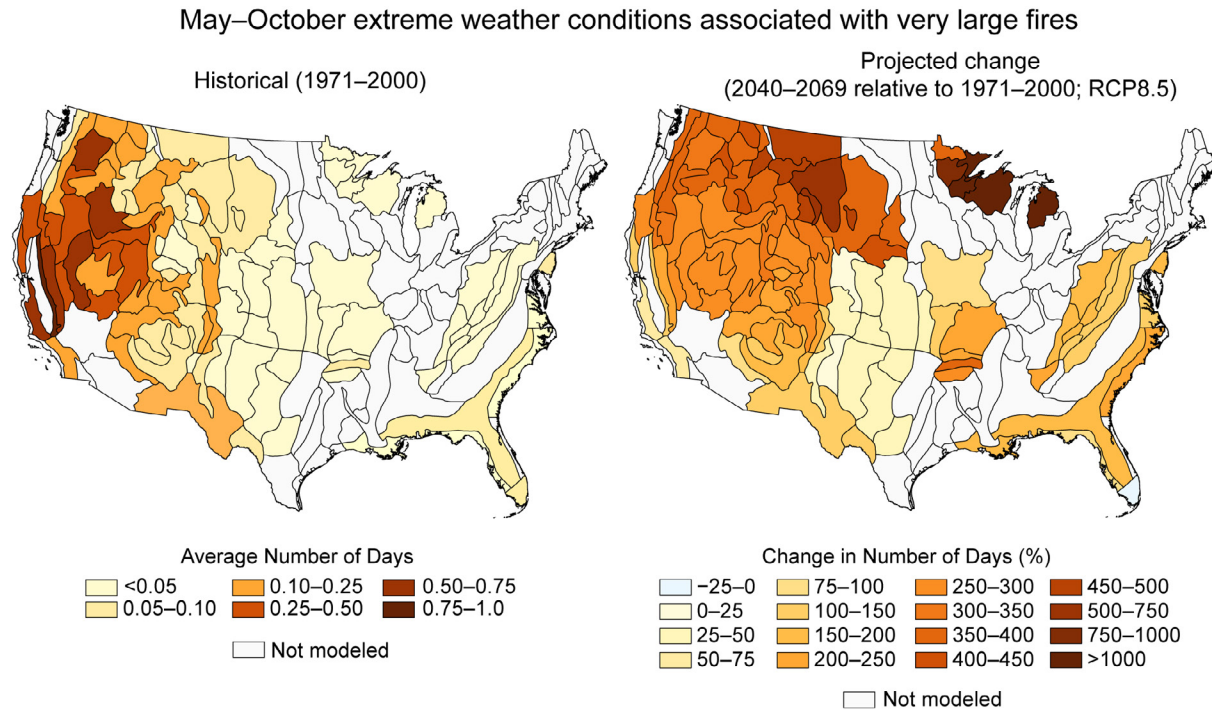 May–October extreme weather conditions associated with very large fires
Historical (1971–2000)
Projected change
(2040–2069 relative to 1971–2000; RCP8.5)
Average Number of Days
<0.05
0.05–0.10
0.10–0.25
0.25–0.50
0.50–0.75
0.75–1.0
Not modeled
Change in Number of Days (%)
−25–0
0–25
25–50
50–75
75–100
100–150
150–200
200–250
250–300
300–350
350–400
400–450
450–500
500–750
750–1000
>1000
Not modeled